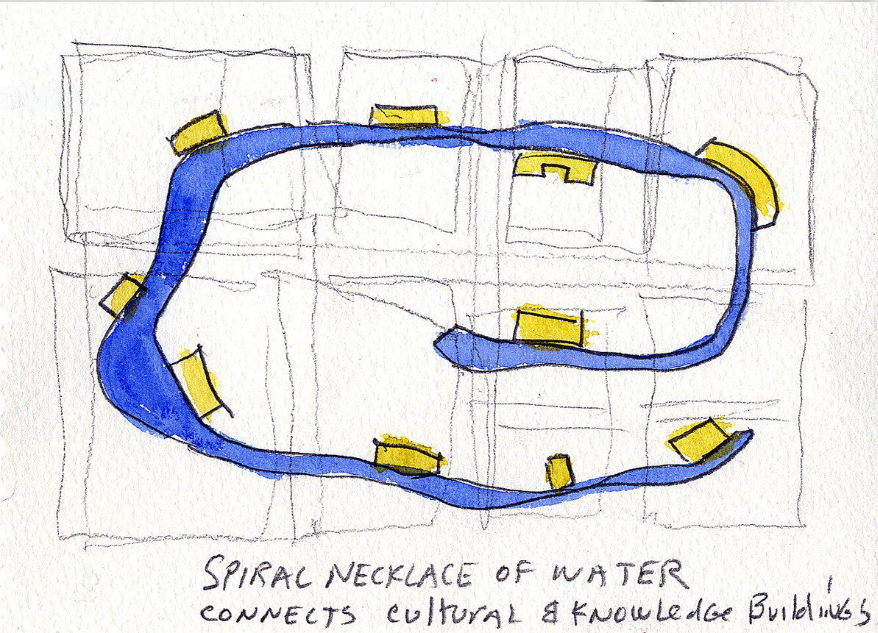 SPIRAL NECKLACE OF WATER
CONNECTS CULTURAL & KNOWLEDGE BUILDINGS